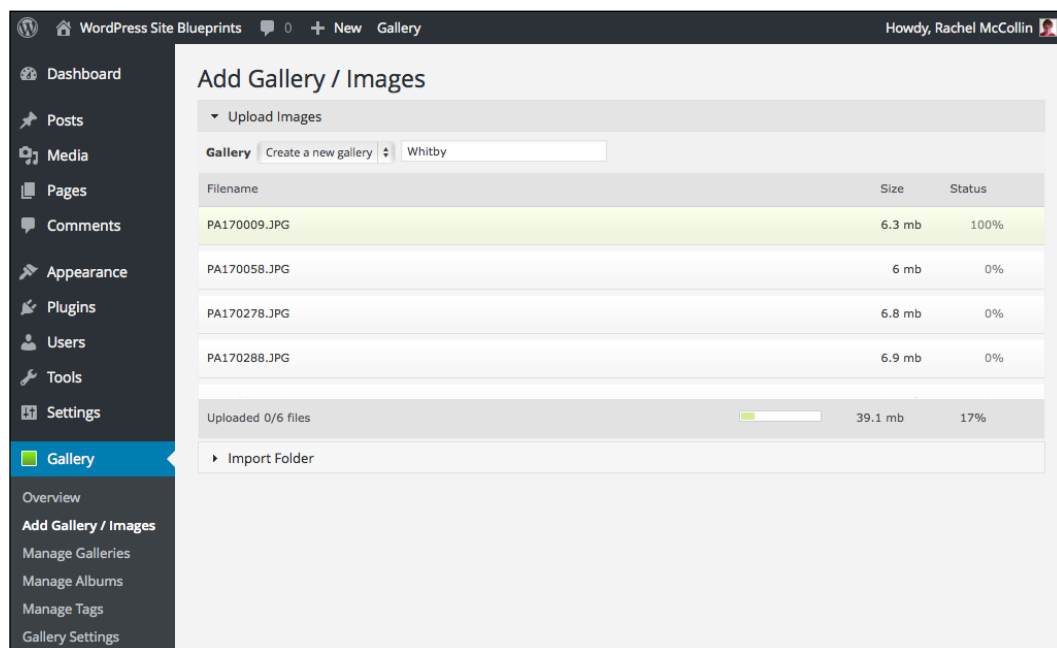 WordPress Site Blueprints 0 New Gallery Howdy, Rachel McCollin
Dashboard
Posts
Media
Pages
Comments
Appearance
Plugins
Users
Tools
Settings
Gallery
Overview
Add Gallery / Images
Manage Galleries
Manage Albums
Manage Tags
Gallery Settings
Add Gallery / Images
Upload Images
Gallery Create a new gallery Whitby
Filename Size Status
PA170009.JPG 6.3 mb 100%
PA170058.JPG 6 mb 0%
PA170278.JPG 6.8 mb 0%
PA170288.JPG 6.9 mb 0%
Uploaded 0/6 files 39.1 mb 17%
Import Folder